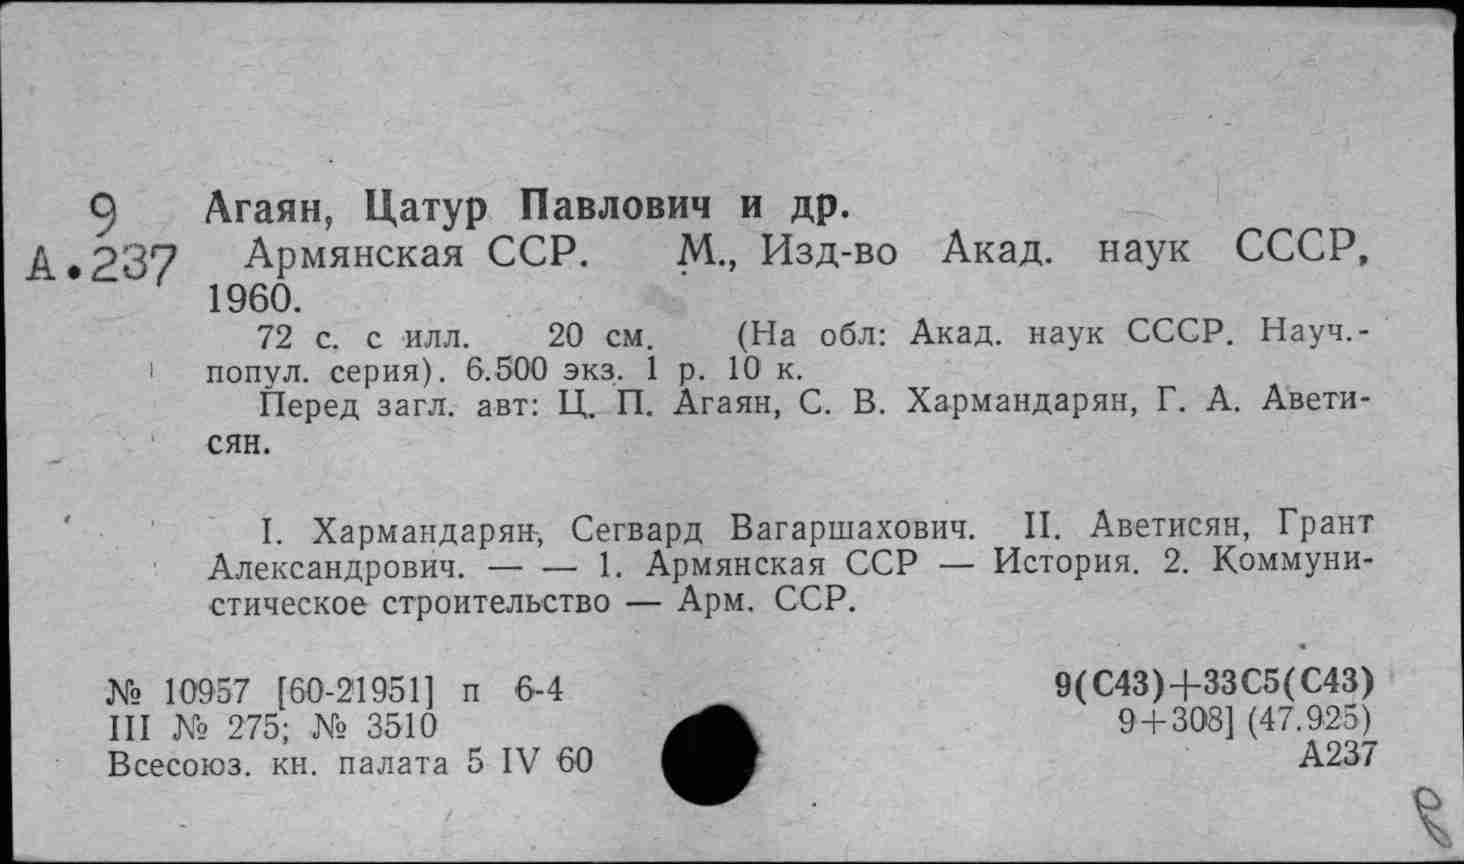 9 Агаян, Цатур Павлович и др.
А.237 Армянская ССР. М., Изд-во Акад. наук СССР,
1960.
72 с. с илл. 20 см. (На обл: Акад. наук СССР. Науч.-
попул. серия). 6.500 экз. 1 р. 10 к.
Перед загл. авт: Ц. П. Агаян, С. В. Хармандарян, Г. А. Авети-
сян.
I. Хармандарян, Сегвард Вагаршахович. II. Аветисян, Грант
Александрович. — — 1. Армянская ССР — История. 2. Коммуни-
стическое строительство — Арм. ССР.
№ 10957 [60-21951] п 6-4
III № 275; № 3510
Всесоюз. кн. палата 5 IV 60
9(С43)+33С5(С43)
9+308] (47.925)
А237